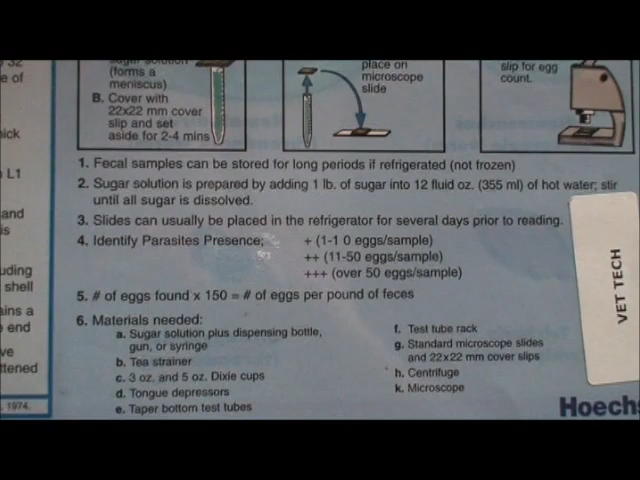 32
e of
hick
L1
and
is
uding
shell
ains a
end
ve
ttened
1974.
sugar solution
(forms a
meniscus)
B. Cover with
22x22 mm cover
slip and set
aside for 2-4 mins
place on
microscope
slide
slip for egg
count.
1. Fecal samples can be stored for long periods if refrigerated (not frozen)
2. Sugar solution is prepared by adding 1 lb. of sugar into 12 fluid oz. (355 ml) of hot water; stir
until all sugar is dissolved.
3. Slides can usually be placed in the refrigerator for several days prior to reading.
4. Identify Parasites Presence; + (1-1 0 eggs/sample)
++ (11-50 eggs/sample)
+++ (over 50 eggs/sample)
5. # of eggs found x 150 = # of eggs per pound of feces
6. Materials needed:
a. Sugar solution plus dispensing bottle,
gun, or syringe
b. Tea strainer
c. 3 oz. and 5 oz. Dixie cups
d. Tongue depressors
e. Taper bottom test tubes
f. Test tube rack
g. Standard microscope slides
and 22x22 mm cover slips
h. Centrifuge
k. Microscope
VET TECH
Hoechs